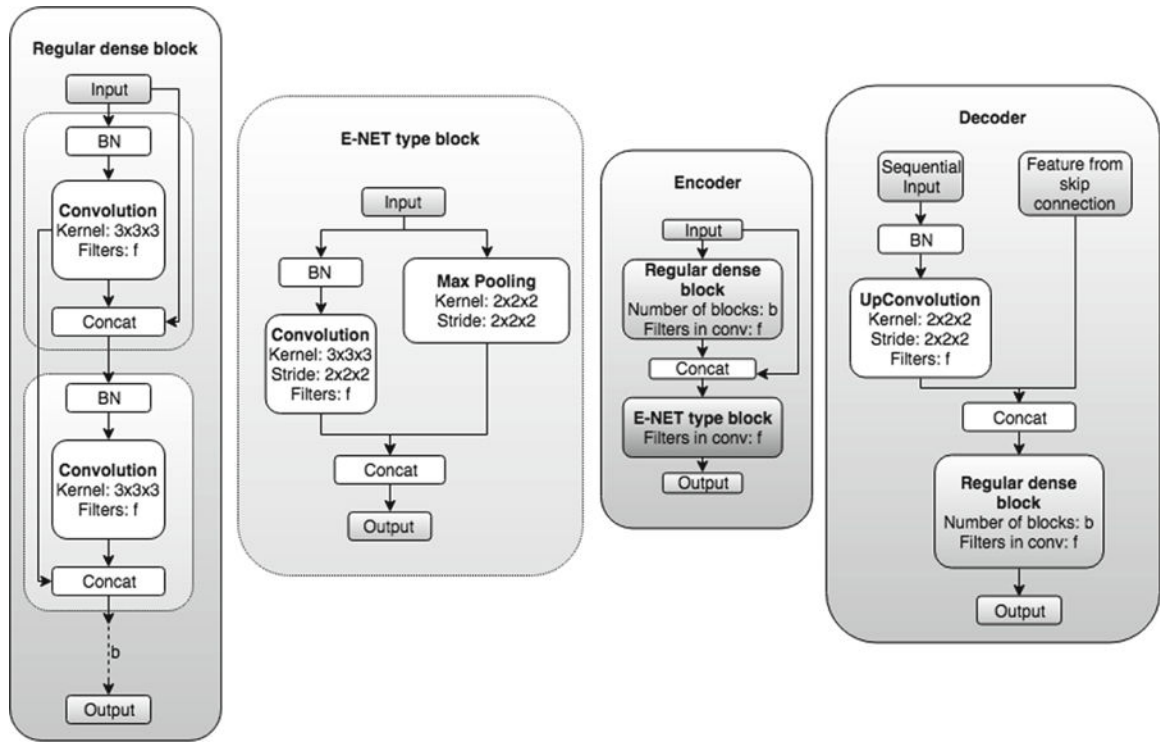 Regular dense block
Input
BN
Convolution
Kernel: 3x3x3
Filters: f
Concat
BN
Convolution
Kernel: 3x3x3
Filters: f
Concat
b
Output
E-NET type block
Input
BN
Convolution
Kernel: 3x3x3
Stride: 2x2x2
Filters: f
Max Pooling
Kernel: 2x2x2
Stride: 2x2x2
Concat
Output
Encoder
Input
Regular dense
block
Number of blocks: b
Filters in conv: f
Concat
E-NET type block
Filters in conv: f
Output
Decoder
Sequential
Input
Feature from
skip
connection
BN
UpConvolution
Kernel: 2x2x2
Stride: 2x2x2
Filters: f
Concat
Regular dense
block
Number of blocks: b
Filters in conv: f
Output